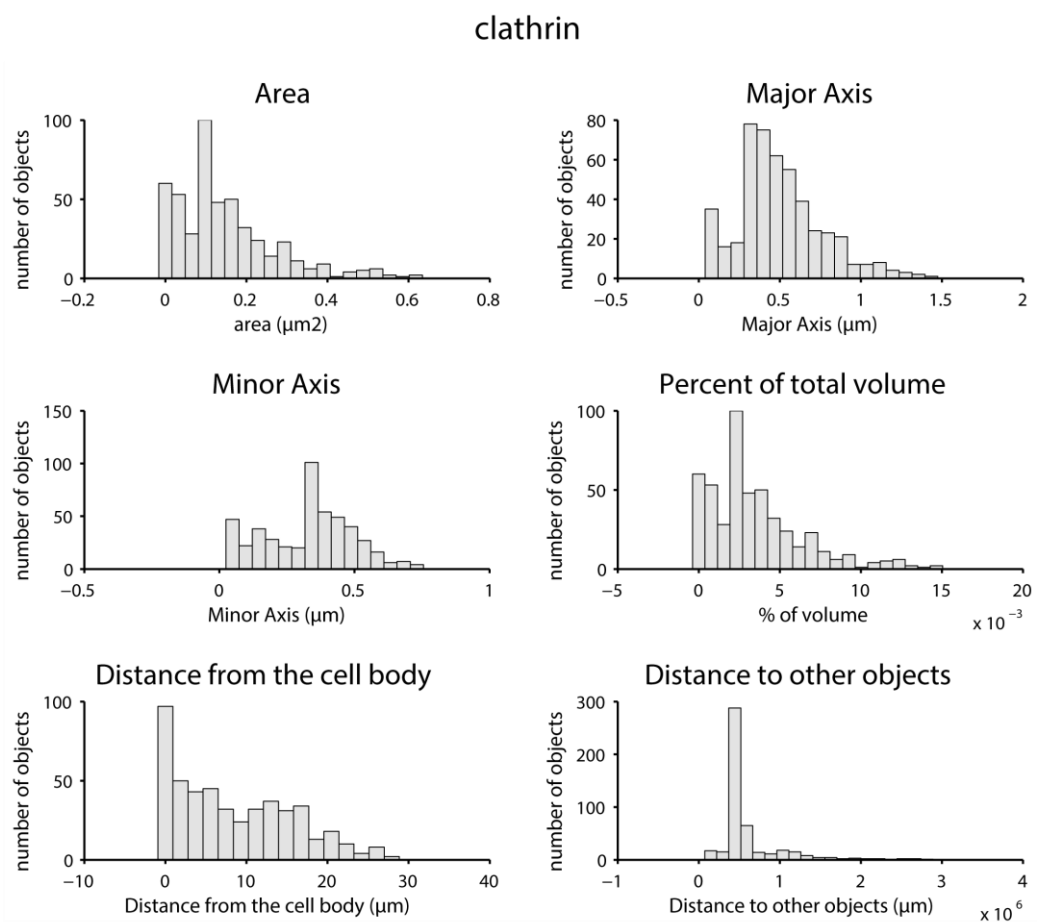 clathrin
Area
number of objects
100
50
0
−0.2 0 0.2 0.4 0.6 0.8
area (μm2)
Major Axis
number of objects
80
60
40
20
0
−0.5 0 0.5 1 1.5 2
Major Axis (μm)
Minor Axis
number of objects
150
100
50
0
−0.5 0 0.5 1
Minor Axis (μm)
Percent of total volume
number of objects
100
50
0
−5 0 5 10 15 20
% of volume
x 10 −3
Distance from the cell body
number of objects
100
50
0
−10 0 10 20 30 40
Distance from the cell body (μm)
Distance to other objects
number of objects
300
200
100
0
−1 0 1 2 3 4
Distance to other objects (μm)
x 10 6